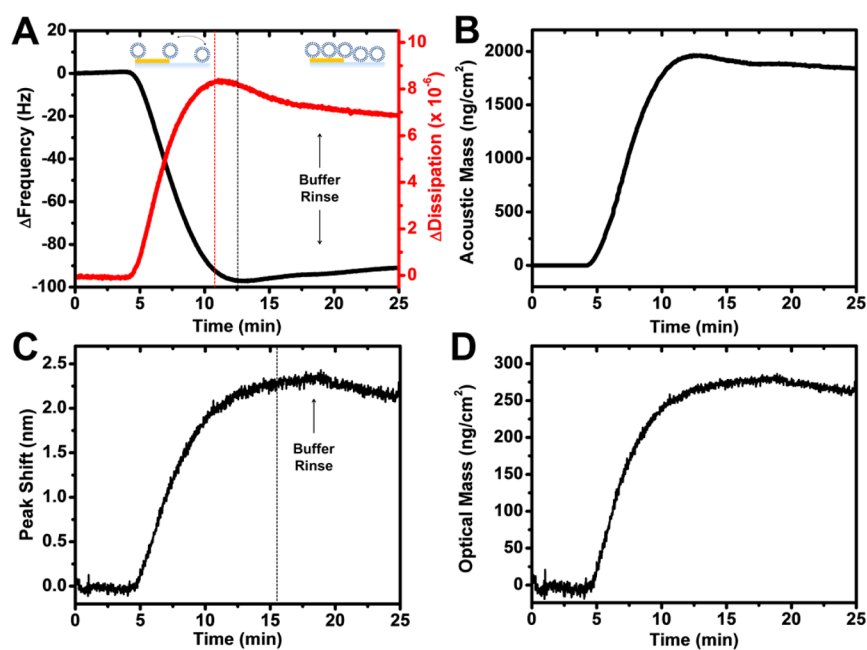 A
20
0
-20
-40
-60
-80
-100
ΔFrequency (Hz)
10
8
6
4
2
0
ΔDissipation (x 10⁻⁶)
Buffer
Rinse
0 5 10 15 20 25
Time (min)
B
2000
1750
1500
1250
1000
750
500
250
0
Acoustic Mass (ng/cm²)
0 5 10 15 20 25
Time (min)
C
2.5
2.0
1.5
1.0
0.5
0.0
Peak Shift (nm)
Buffer
Rinse
0 5 10 15 20 25
Time (min)
D
300
250
200
150
100
50
0
Optical Mass (ng/cm²)
0 5 10 15 20 25
Time (min)